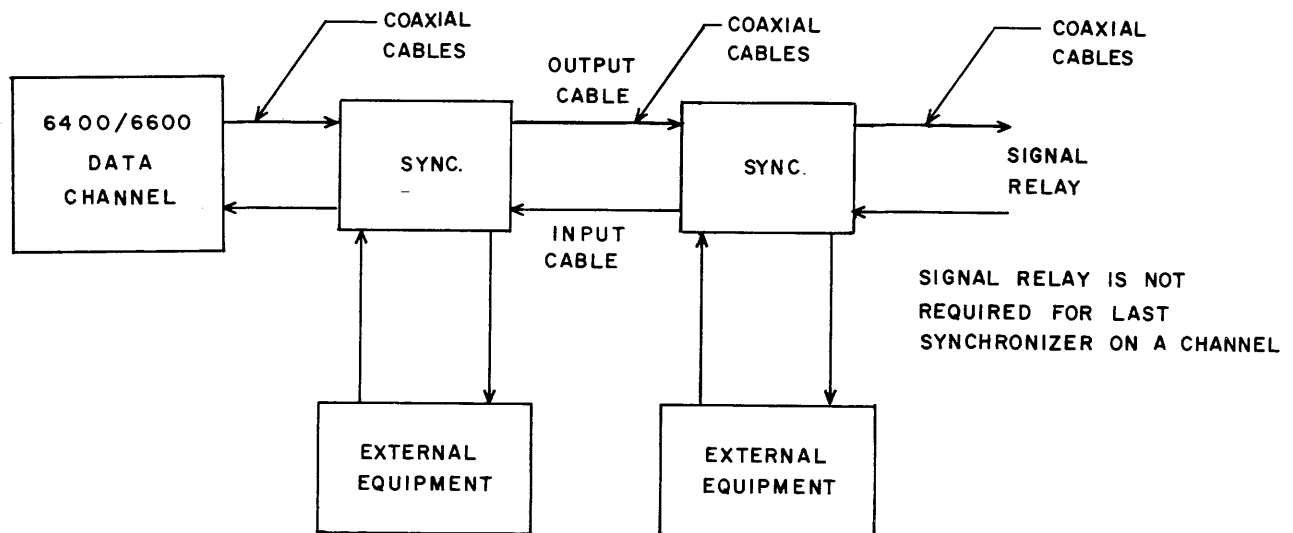 COAXIAL
CABLES
COAXIAL
CABLES
COAXIAL
CABLES
OUTPUT
CABLE
6400/6600
DATA
CHANNEL
SYNC.
SYNC.
SIGNAL
RELAY
INPUT
CABLE
SIGNAL RELAY IS NOT
REQUIRED FOR LAST
SYNCHRONIZER ON A CHANNEL
EXTERNAL
EQUIPMENT
EXTERNAL
EQUIPMENT